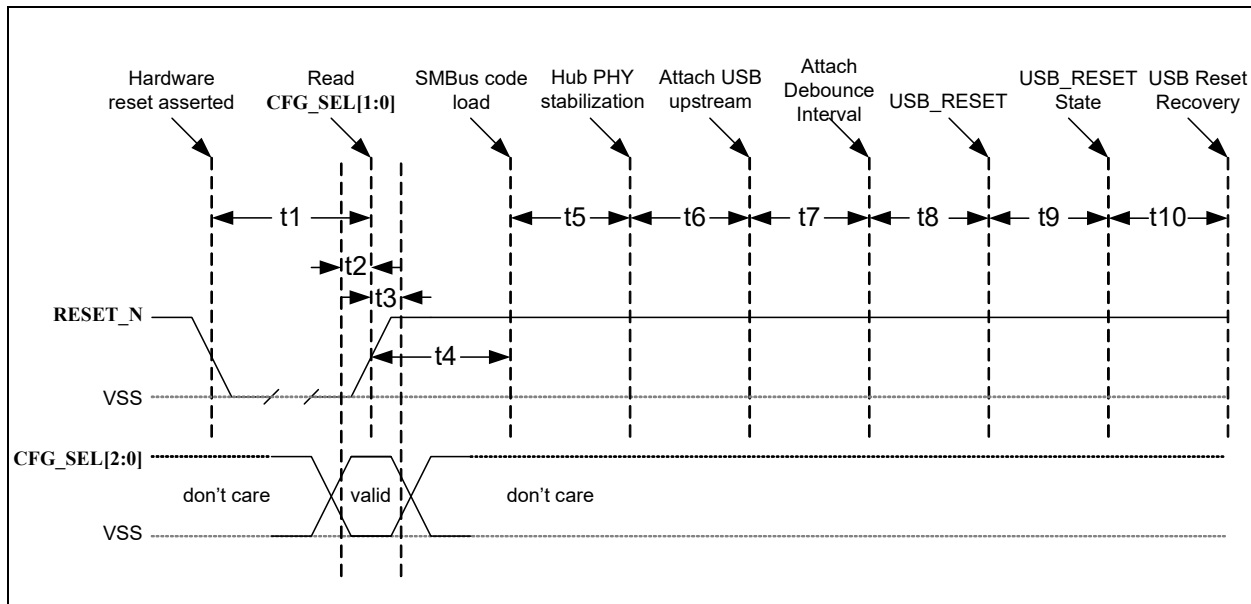 Hardware
reset asserted
Read
CFG_SEL[1:0]
SMBus code
load
Hub PHY
stabilization
Attach USB
upstream
Attach
Debounce
Interval
USB_RESET
USB_RESET
State
USB Reset
Recovery
t1
t5
t6
t7
t8
t9
t10
t2
t3
RESET_N
t4
VSS
CFG_SEL[2:0]
don't care
valid
don't care
VSS